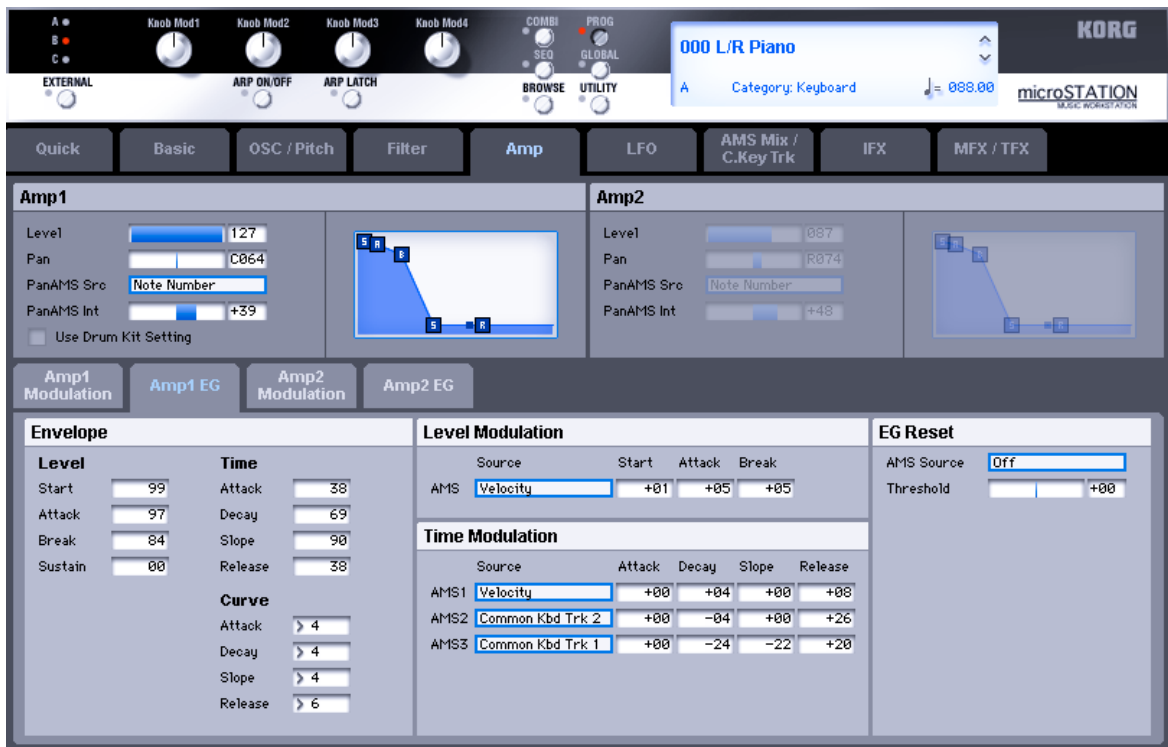 A
B
C
Knob Mod1 Knob Mod2 Knob Mod3 Knob Mod4
COMBI PROG
SEQ GLOBAL
EXTERNAL ARP ON/OFF ARP LATCH BROWSE UTILITY
000 L/R Piano
A Category: Keyboard ♩= 088.00
KORG
microSTATION
MUSIC WORKSTATION
Quick Basic OSC / Pitch Filter Amp LFO AMS Mix / C.Key Trk IFX MFX / TFX
Amp1
Level 127
Pan C064
PanAMS Src Note Number
PanAMS Int +39
Use Drum Kit Setting
S A B S R
Amp2
Level 087
Pan R074
PanAMS Src Note Number
PanAMS Int +48
S A B S R
Amp1 Modulation Amp1 EG Amp2 Modulation Amp2 EG
Envelope
Level
Start 99
Attack 97
Break 84
Sustain 00
Time
Attack 38
Decay 69
Slope 90
Release 38
Curve
Attack > 4
Decay > 4
Slope > 4
Release > 6
Level Modulation
Source Start Attack Break
AMS Velocity +01 +05 +05
Time Modulation
Source Attack Decay Slope Release
AMS1 Velocity +00 +04 +00 +08
AMS2 Common Kbd Trk 2 +00 -04 +00 +26
AMS3 Common Kbd Trk 1 +00 -24 -22 +20
EG Reset
AMS Source Off
Threshold +00